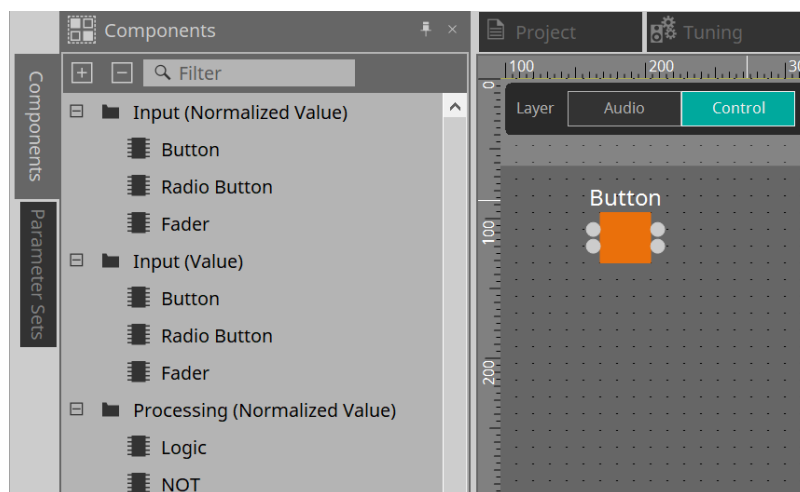 Components
Project
Tuning
Filter
100
200
30
Components
Parameter Sets
Input (Normalized Value)
Button
Radio Button
Fader
Input (Value)
Button
Radio Button
Fader
Processing (Normalized Value)
Logic
NOT
0
Layer
Audio
Control
Button
100
200